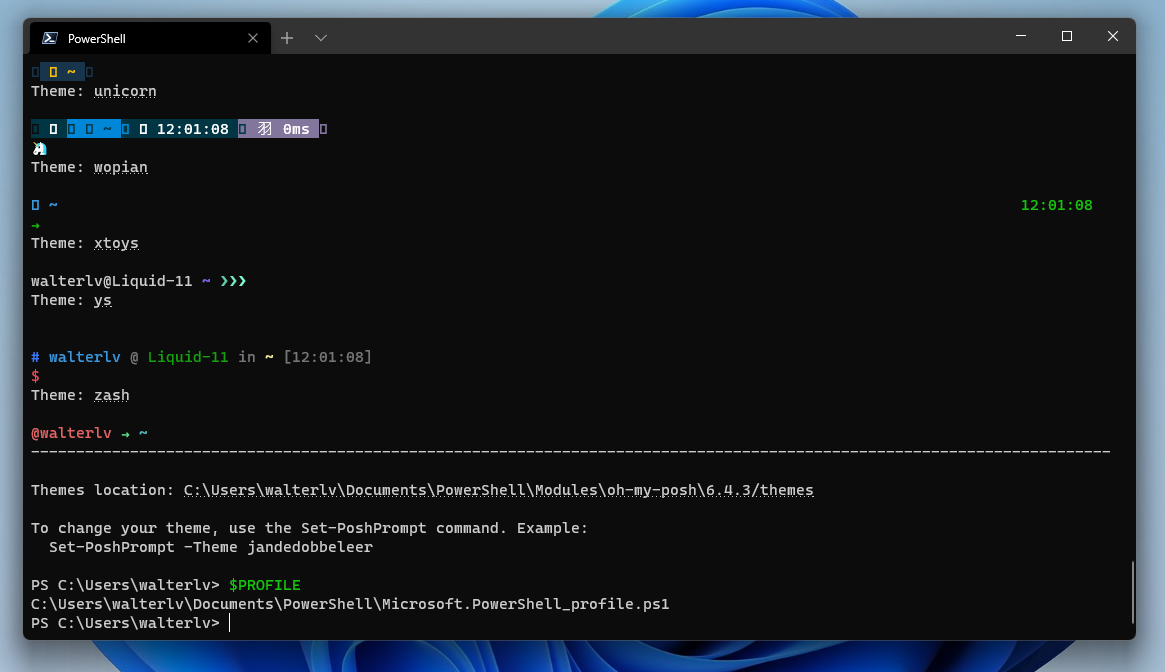 PowerShell
~
Theme: unicorn
~ 12:01:08 0ms
Theme: wopian
~ 12:01:08
→
Theme: xtoys
walterlv@Liquid-11 ~ ❯❯❯
Theme: ys
# walterlv @ Liquid-11 in ~ [12:01:08]
$
Theme: zash
@walterlv → ~
------------------------------------------------------------------------------------------------------------------------
Themes location: C:\Users\walterlv\Documents\PowerShell\Modules\oh-my-posh\6.4.3/themes
To change your theme, use the Set-PoshPrompt command. Example:
Set-PoshPrompt -Theme jandedobbeleer
PS C:\Users\walterlv> $PROFILE
C:\Users\walterlv\Documents\PowerShell\Microsoft.PowerShell_profile.ps1
PS C:\Users\walterlv>